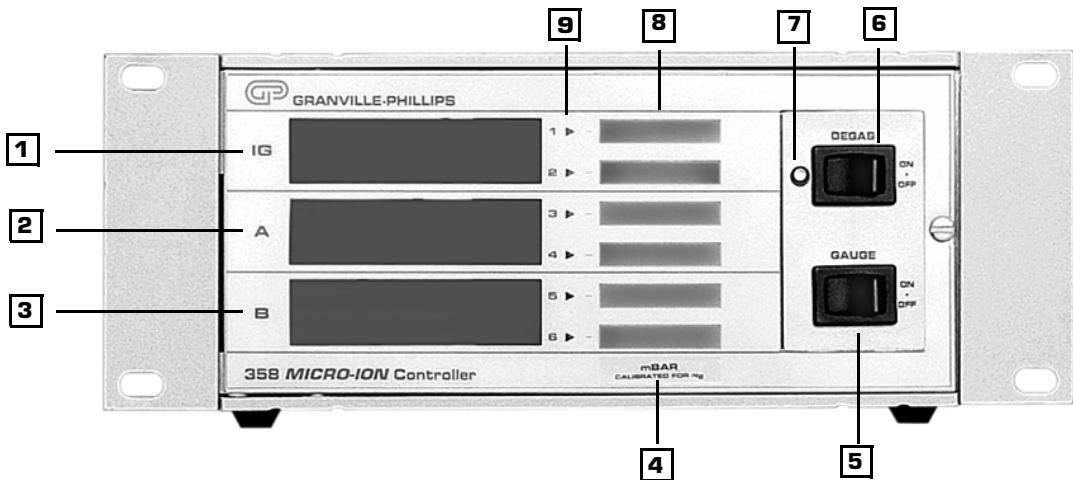 9 8 7 6
GP GRANVILLE-PHILLIPS
1 IG 1
2
DEGAS
ON
OFF
2 A 3
4
GAUGE
ON
OFF
3 B 5
6
358 MICRO-ION Controller
mBAR
CALIBRATED FOR N2
4 5